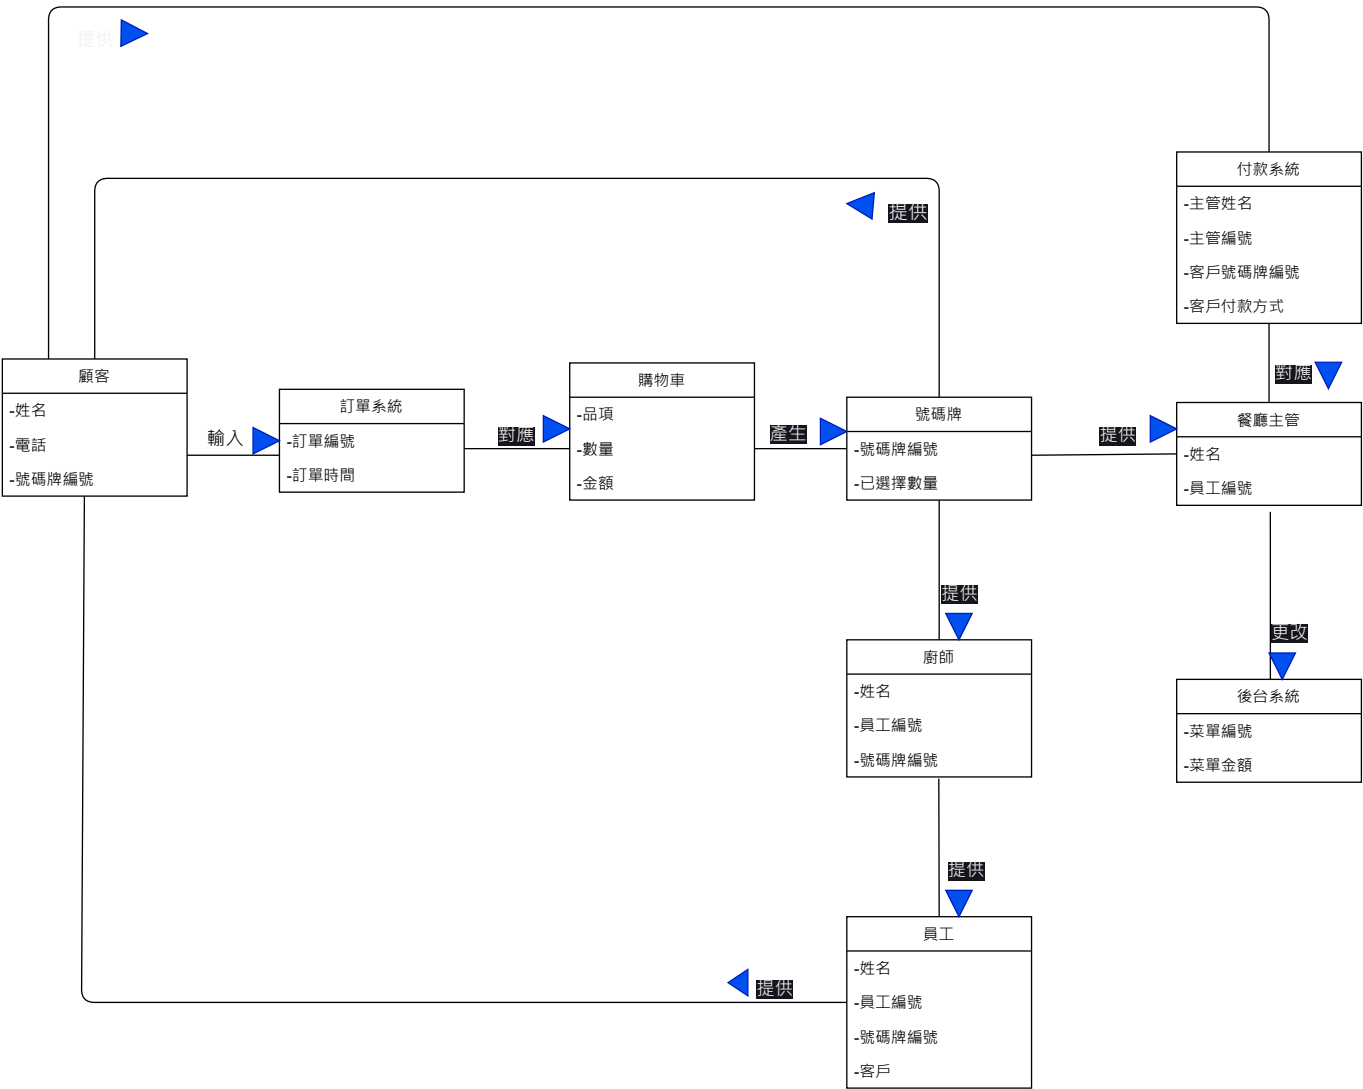 提供
付款系統
-主管姓名
-主管編號
-客戶號碼牌編號
-客戶付款方式
提供
對應
顧客
-姓名
-電話
-號碼牌編號
輸入
訂單系統
-訂單編號
-訂單時間
對應
購物車
-品項
-數量
-金額
產生
號碼牌
-號碼牌編號
-已選擇數量
提供
餐廳主管
-姓名
-員工編號
提供
更改
廚師
-姓名
-員工編號
-號碼牌編號
後台系統
-菜單編號
-菜單金額
提供
員工
-姓名
-員工編號
-號碼牌編號
-客戶
提供